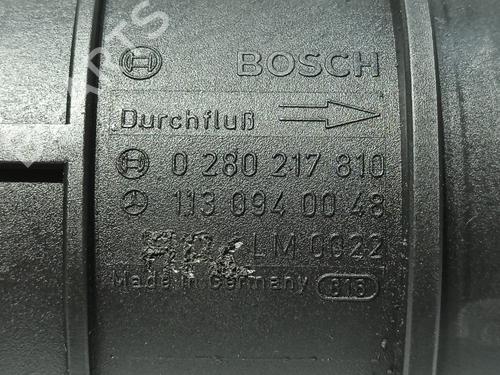 BOSCH
Durchfluß
0 280 217 810
113 094 00 48
LM 0022
Made in Germany 818